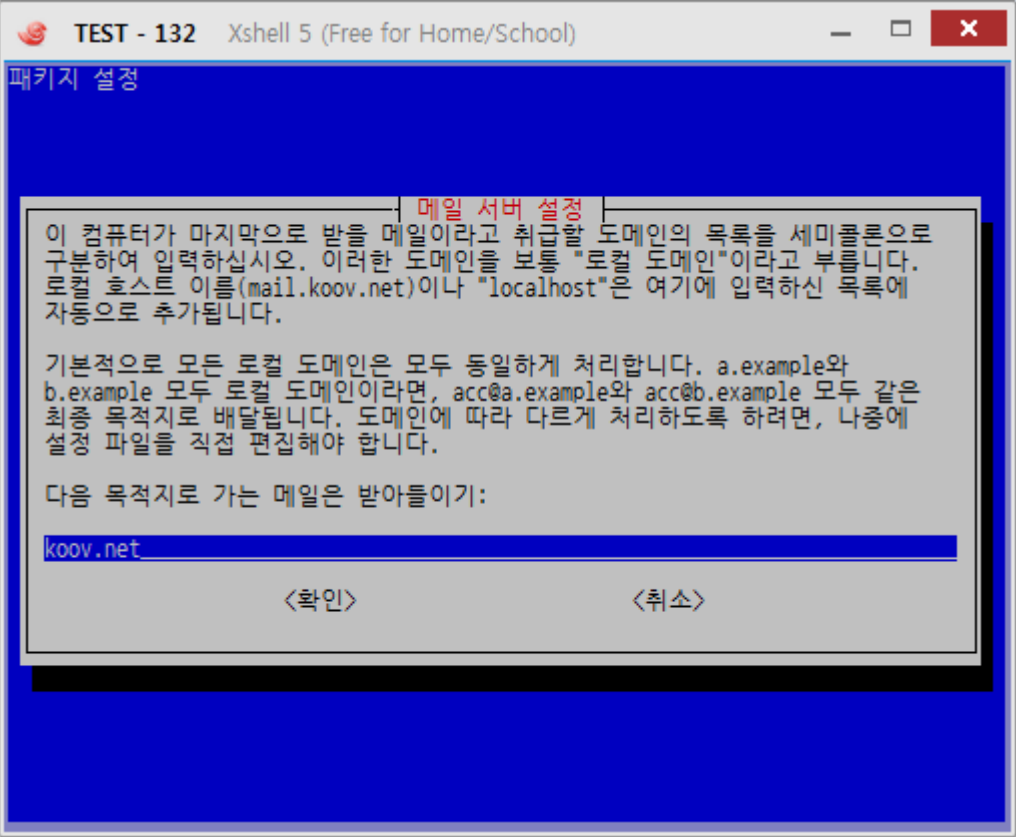 TEST - 132 Xshell 5 (Free for Home/School)
패키지 설정
메일 서버 설정
이 컴퓨터가 마지막으로 받을 메일이라고 취급할 도메인의 목록을 세미콜론으로
구분하여 입력하십시오. 이러한 도메인을 보통 "로컬 도메인"이라고 부릅니다.
로컬 호스트 이름(mail.koov.net)이나 "localhost"은 여기에 입력하신 목록에
자동으로 추가됩니다.
기본적으로 모든 로컬 도메인은 모두 동일하게 처리합니다. a.example와
b.example 모두 로컬 도메인이라면, acc@a.example와 acc@b.example 모두 같은
최종 목적지로 배달됩니다. 도메인에 따라 다르게 처리하도록 하려면, 나중에
설정 파일을 직접 편집해야 합니다.
다음 목적지로 가는 메일은 받아들이기:
koov.net
<확인> <취소>